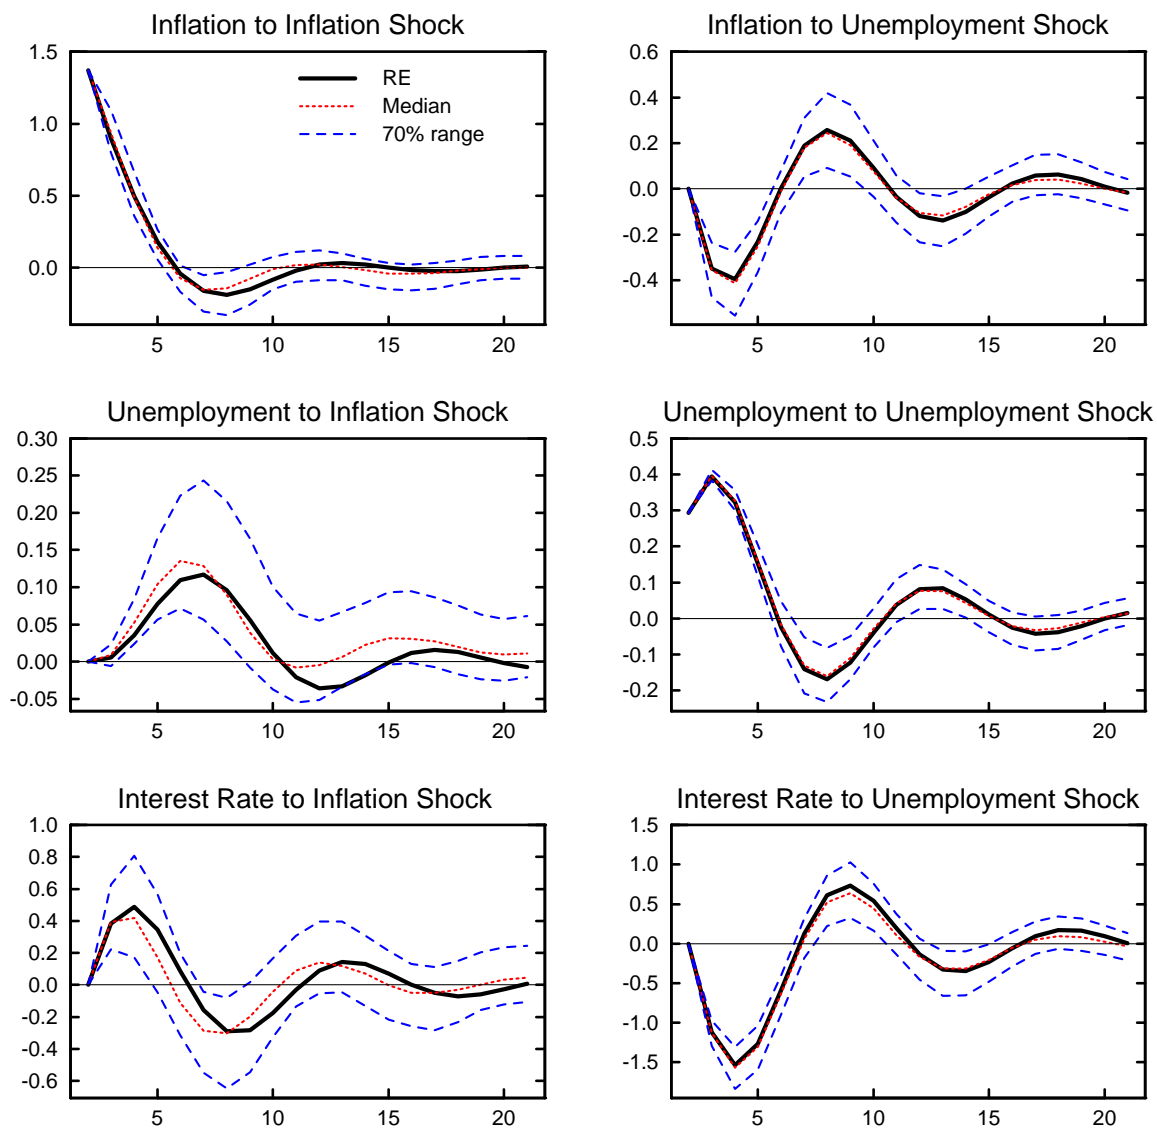 Inflation to Inflation Shock
1.5
1.0
0.5
0.0
RE
Median
70% range
5 10 15 20
Inflation to Unemployment Shock
0.6
0.4
0.2
0.0
-0.2
-0.4
5 10 15 20
Unemployment to Inflation Shock
0.30
0.25
0.20
0.15
0.10
0.05
0.00
-0.05
5 10 15 20
Unemployment to Unemployment Shock
0.5
0.4
0.3
0.2
0.1
0.0
-0.1
-0.2
5 10 15 20
Interest Rate to Inflation Shock
1.0
0.8
0.6
0.4
0.2
0.0
-0.2
-0.4
-0.6
5 10 15 20
Interest Rate to Unemployment Shock
1.5
1.0
0.5
0.0
-0.5
-1.0
-1.5
5 10 15 20